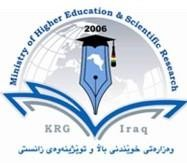 Ministry of Higher Education & Scientific Research
2006
KRG Iraq
وەزارەتی خوێندنی باڵا و توێژینەوەی زانستی